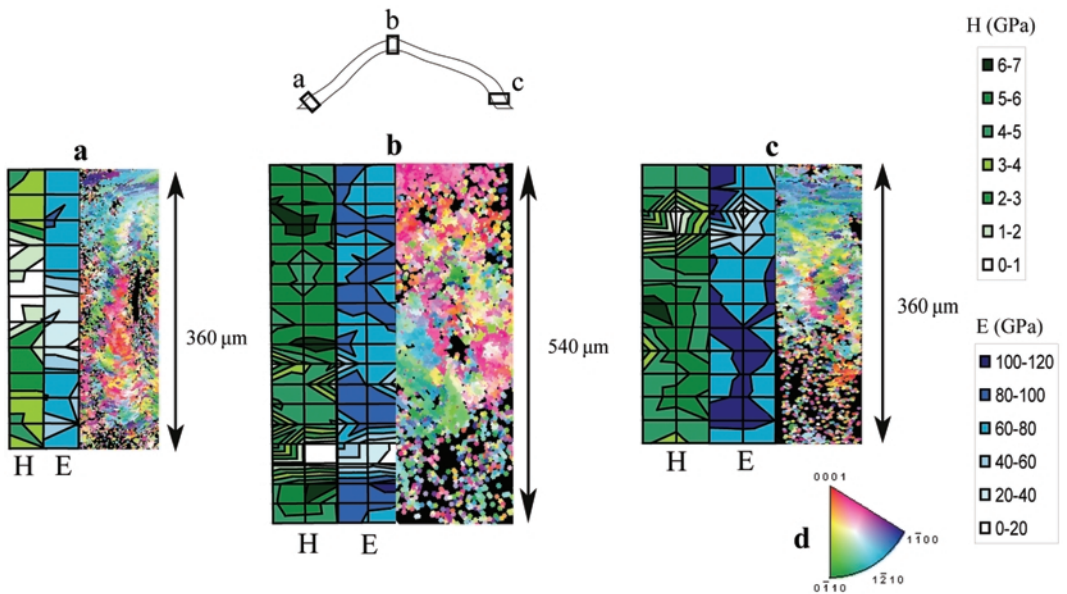 b
a
c
a
H E
360 μm
b
H E
540 μm
c
H E
360 μm
H (GPa)
6-7
5-6
4-5
3-4
2-3
1-2
0-1
E (GPa)
100-120
80-100
60-80
40-60
20-40
0-20
d
0001
11̅00
12̅10
01̅10